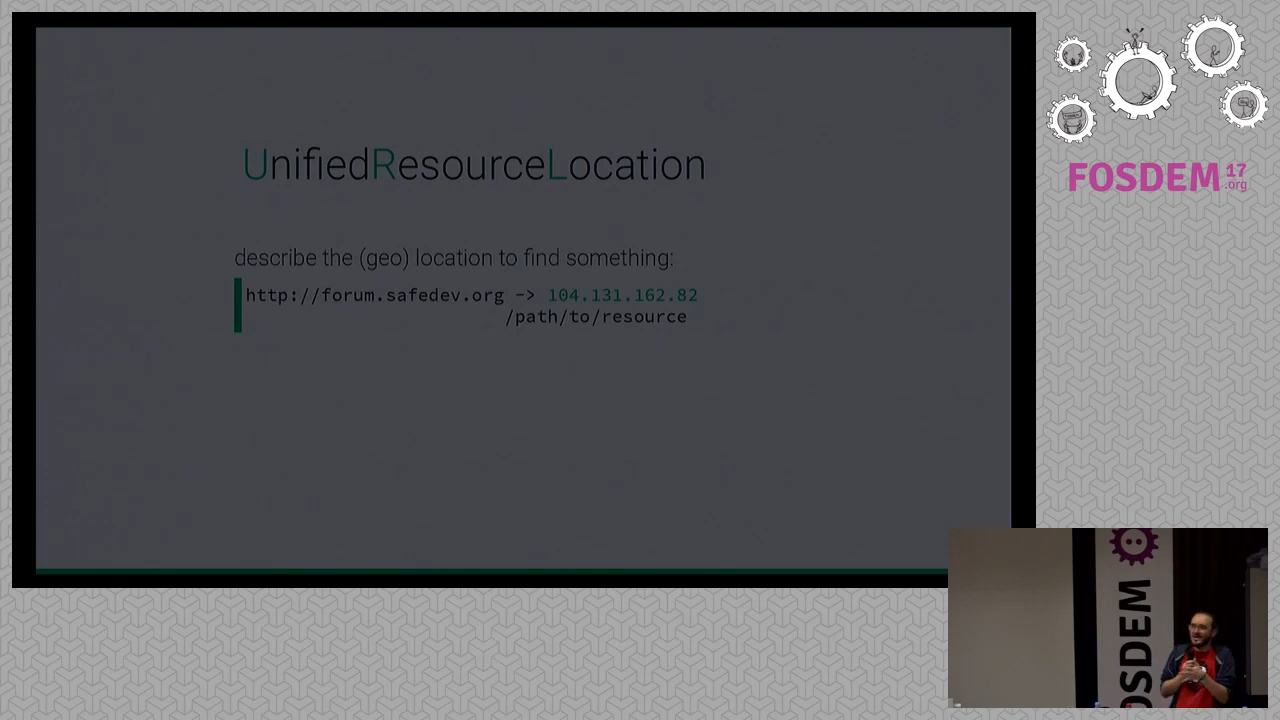 UnifiedResourceLocation
describe the (geo) location to find something:
http://forum.safedev.org -> 104.131.162.82
/path/to/resource
FOSDEM 17
.org
OSDEM